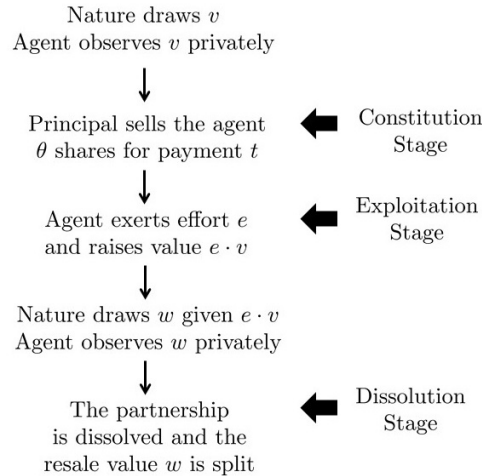 Nature draws v
Agent observes v privately
Principal sells the agent
θ shares for payment t
Constitution
Stage
Agent exerts effort e
and raises value e · v
Exploitation
Stage
Nature draws w given e · v
Agent observes w privately
The partnership
is dissolved and the
resale value w is split
Dissolution
Stage